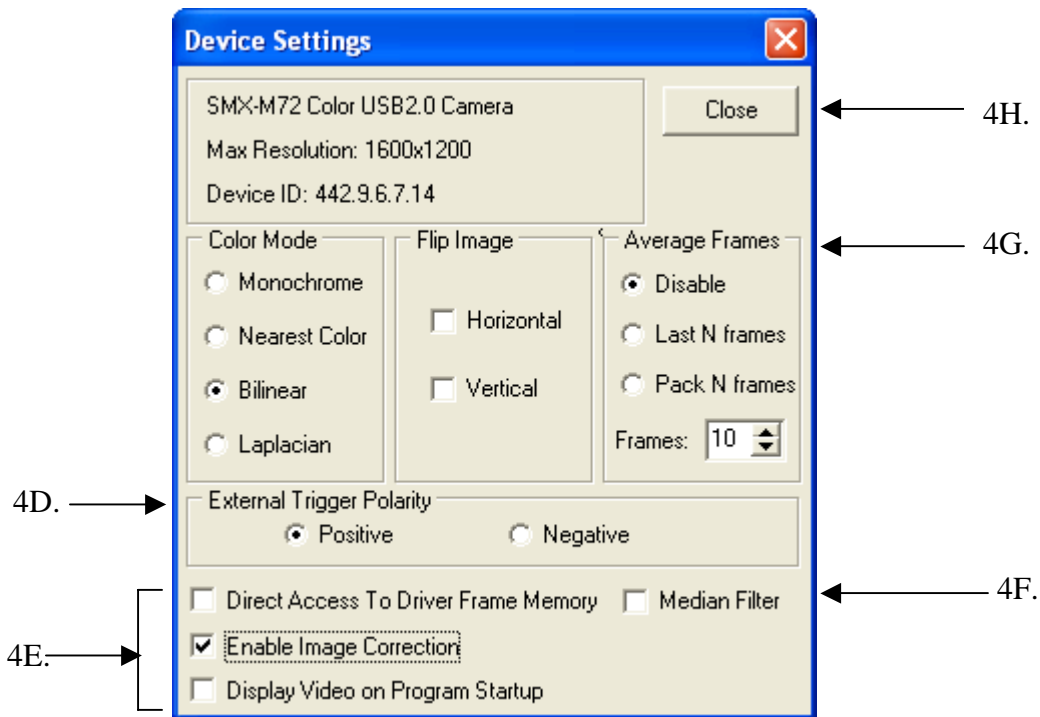 Device Settings
SMX-M72 Color USB2.0 Camera
Max Resolution: 1600x1200
Device ID: 442.9.6.7.14
Close
4H.
Color Mode
Monochrome
Nearest Color
Bilinear
Laplacian
Flip Image
Horizontal
Vertical
Average Frames
Disable
Last N frames
Pack N frames
Frames: 10
4G.
4D.
External Trigger Polarity
Positive Negative
4E.
Direct Access To Driver Frame Memory Median Filter
4F.
Enable Image Correction
Display Video on Program Startup